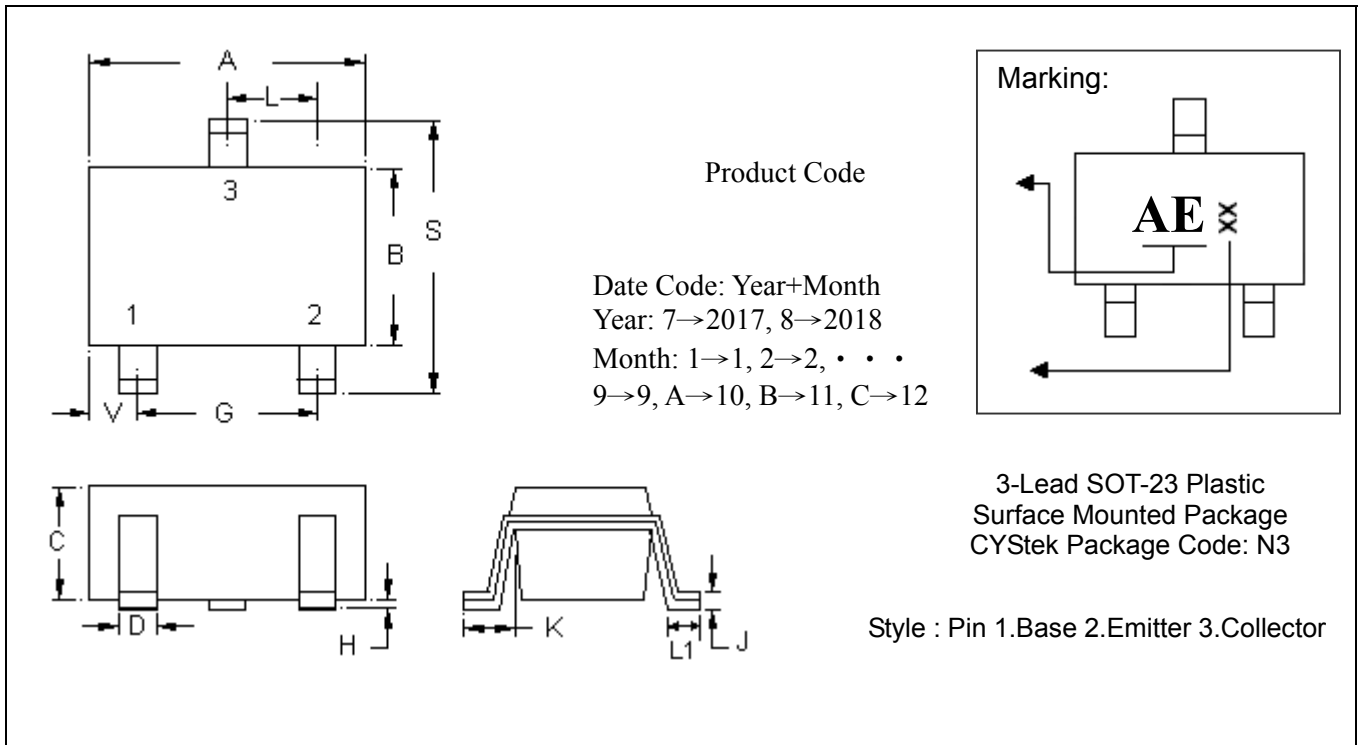 A
L
3
S
B
1
2
V
G
Product Code
Date Code: Year+Month
Year: 7→2017, 8→2018
Month: 1→1, 2→2, • • •
9→9, A→10, B→11, C→12
Marking:
AE XX
C
D
H
K
L1
J
3-Lead SOT-23 Plastic
Surface Mounted Package
CYStek Package Code: N3
Style : Pin 1.Base 2.Emitter 3.Collector